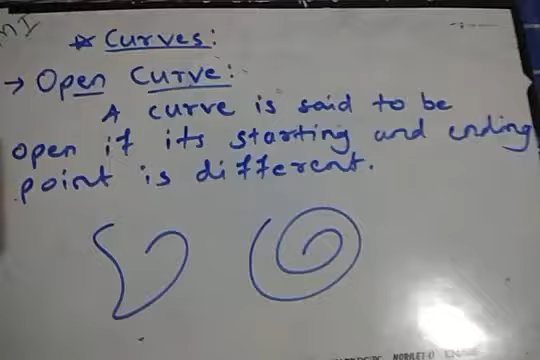 * Curves:
→ Open Curve:
A curve is said to be
open if its starting and ending
point is different.